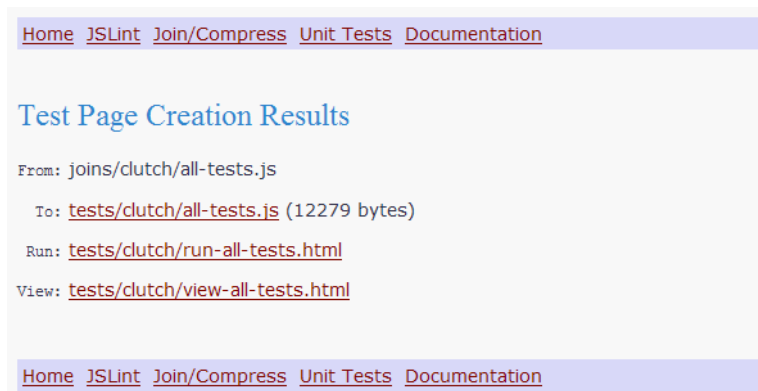 Home JSLint Join/Compress Unit Tests Documentation
Test Page Creation Results
From: joins/clutch/all-tests.js
To: tests/clutch/all-tests.js (12279 bytes)
Run: tests/clutch/run-all-tests.html
View: tests/clutch/view-all-tests.html
Home JSLint Join/Compress Unit Tests Documentation